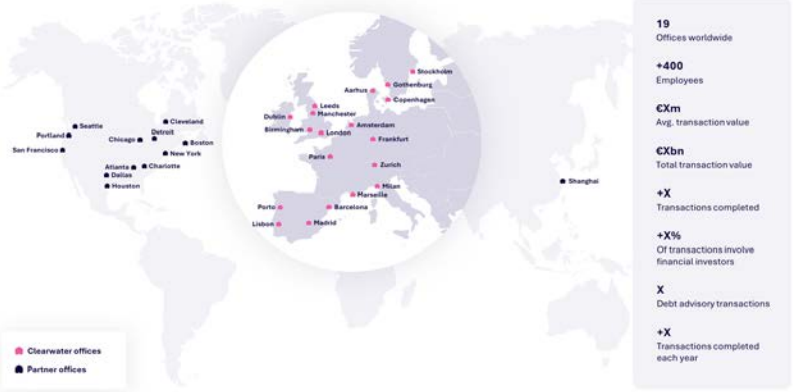 Stockholm
Gothenburg
Aarhus
Copenhagen
Leeds
Manchester
Dublin
Birmingham
London
Amsterdam
Frankfurt
Paris
Zurich
Milan
Marseille
Porto
Barcelona
Lisbon
Madrid
Seattle
Portland
San Francisco
Cleveland
Detroit
Chicago
Boston
New York
Atlanta
Charlotte
Dallas
Houston
Shanghai
Clearwater offices
Partner offices
19
Offices worldwide
+400
Employees
€Xm
Avg. transaction value
€Xbn
Total transaction value
+X
Transactions completed
+X%
Of transactions involve
financial investors
X
Debt advisory transactions
+X
Transactions completed
each year